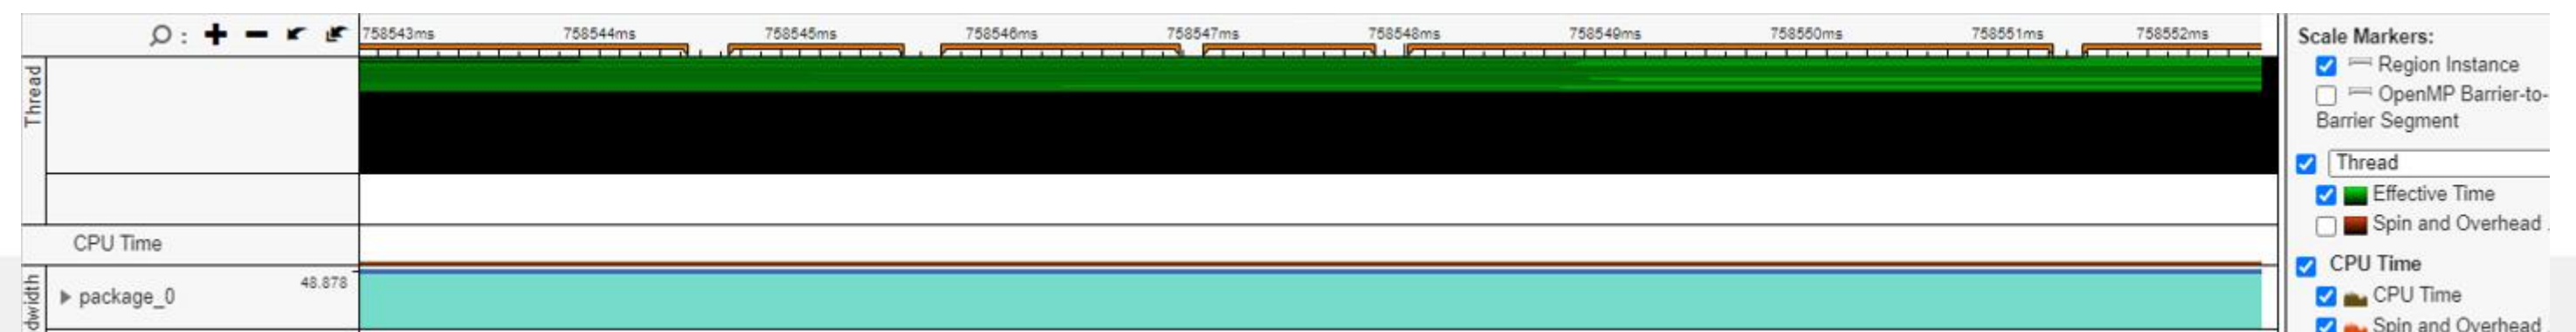 758543ms 758544ms 758545ms 758546ms 758547ms 758548ms 758549ms 758550ms 758551ms 758552ms
Scale Markers:
Region Instance
OpenMP Barrier-to-
Barrier Segment
Thread
Thread
Effective Time
Spin and Overhead
CPU Time
CPU Time
48.878
package_0
dwidth
CPU Time
Spin and Overhead